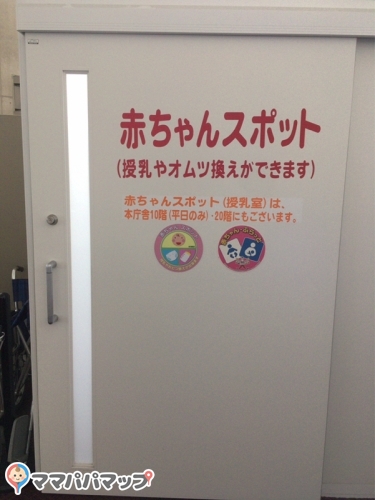 赤ちゃんスポット
(授乳やオムツ換えができます)
赤ちゃんスポット(授乳室)は、
本庁舎10階(平日のみ)・20階にもございます。
ママパパマップ